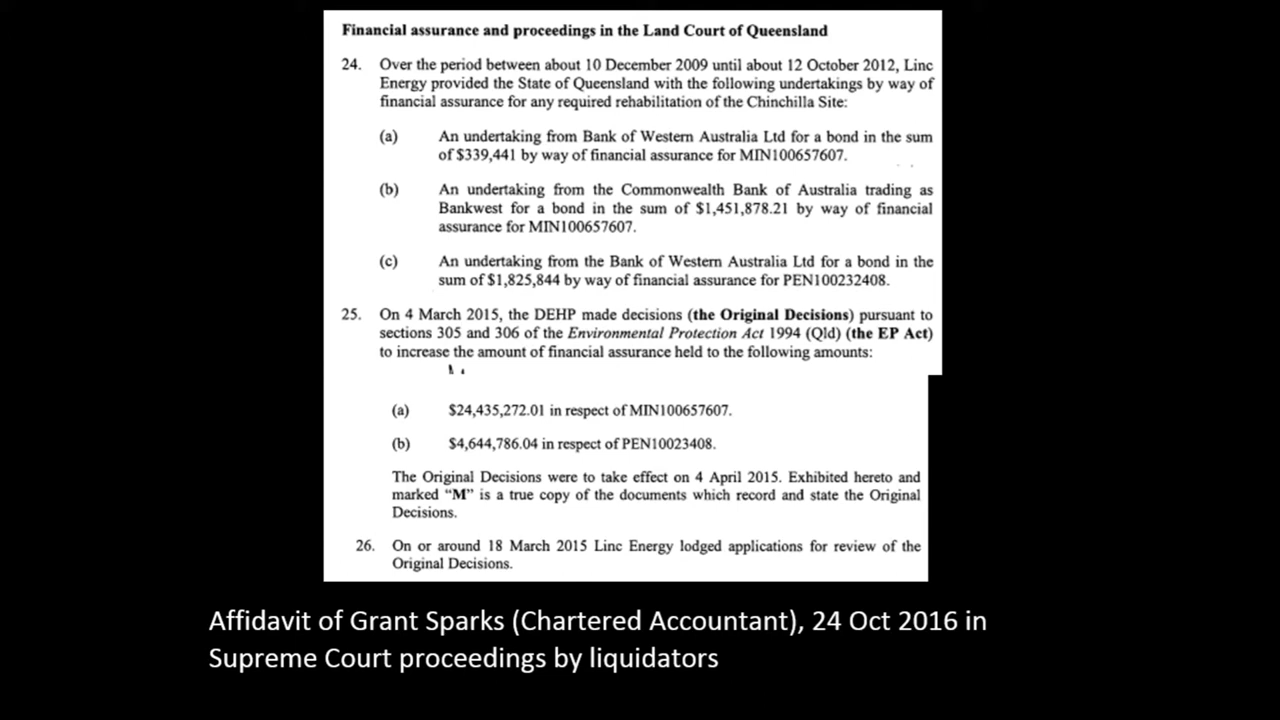 Financial assurance and proceedings in the Land Court of Queensland
24. Over the period between about 10 December 2009 until about 12 October 2012, Linc
Energy provided the State of Queensland with the following undertakings by way of
financial assurance for any required rehabilitation of the Chinchilla Site:
(a) An undertaking from Bank of Western Australia Ltd for a bond in the sum
of $339,441 by way of financial assurance for MIN100657607.
(b) An undertaking from the Commonwealth Bank of Australia trading as
Bankwest for a bond in the sum of $1,451,878.21 by way of financial
assurance for MIN100657607.
(c) An undertaking from the Bank of Western Australia Ltd for a bond in the
sum of $1,825,844 by way of financial assurance for PEN100232408.
25. On 4 March 2015, the DEHP made decisions (the Original Decisions) pursuant to
sections 305 and 306 of the Environmental Protection Act 1994 (Qld) (the EP Act)
to increase the amount of financial assurance held to the following amounts:
(a) $24,435,272.01 in respect of MIN100657607.
(b) $4,644,786.04 in respect of PEN10023408.
The Original Decisions were to take effect on 4 April 2015. Exhibited hereto and
marked “M” is a true copy of the documents which record and state the Original
Decisions.
26. On or around 18 March 2015 Linc Energy lodged applications for review of the
Original Decisions.
Affidavit of Grant Sparks (Chartered Accountant), 24 Oct 2016 in
Supreme Court proceedings by liquidators